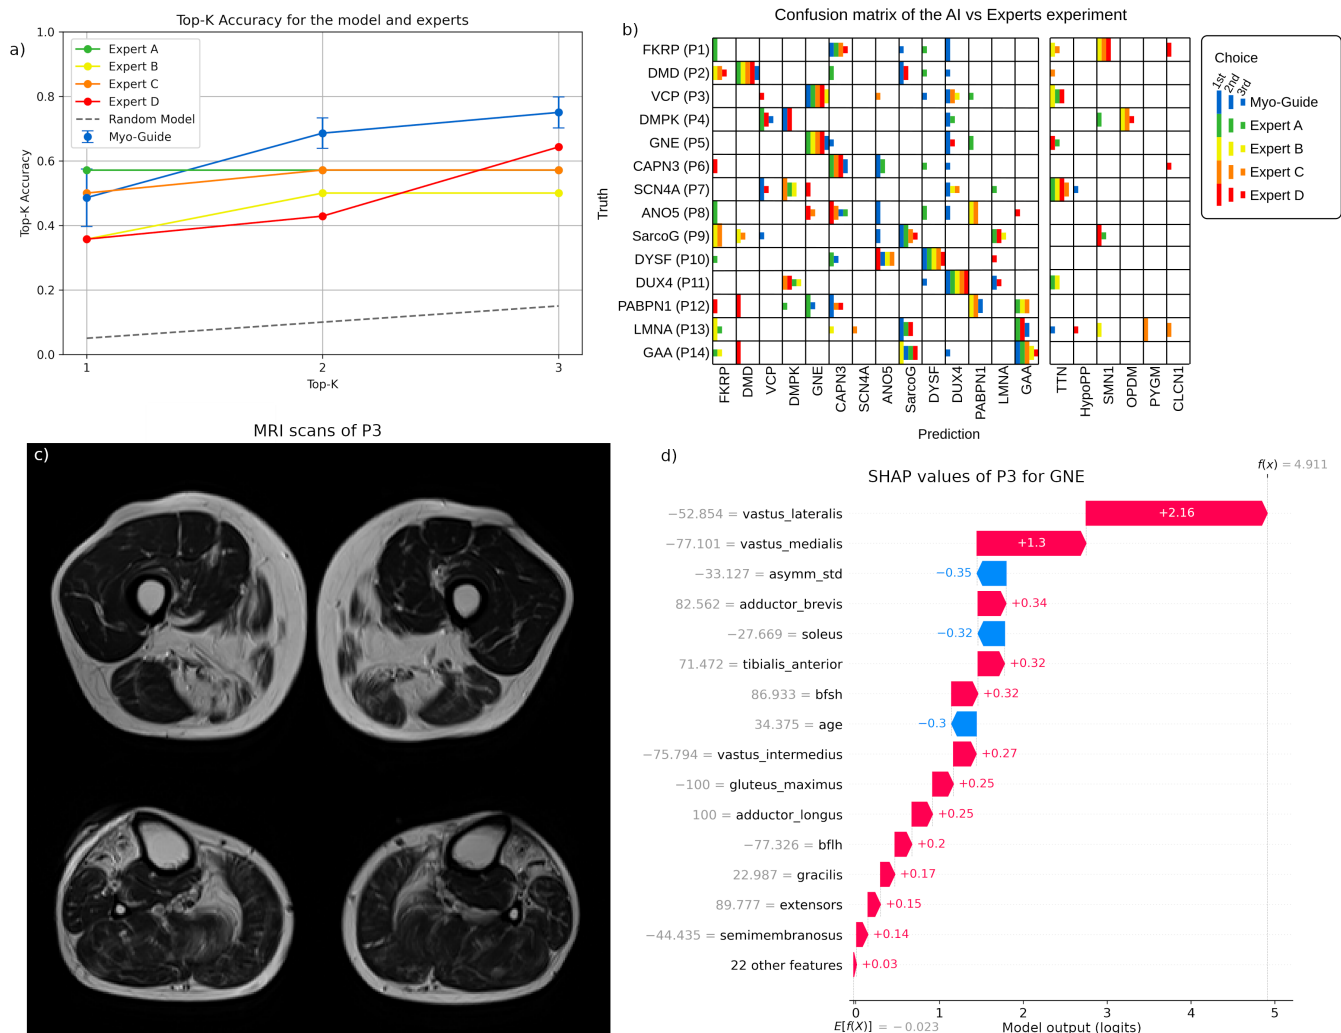 a)
Top-K Accuracy for the model and experts
1.0
0.8
0.6
0.4
0.2
0.0
Top-K Accuracy
Expert A
Expert B
Expert C
Expert D
Random Model
Myo-Guide
1
2
3
Top-K
b)
Confusion matrix of the AI vs Experts experiment
Truth
FKRP (P1)
DMD (P2)
VCP (P3)
DMPK (P4)
GNE (P5)
CAPN3 (P6)
SCN4A (P7)
ANO5 (P8)
SarcoG (P9)
DYSF (P10)
DUX4 (P11)
PABPN1 (P12)
LMNA (P13)
GAA (P14)
FKRP
DMD
VCP
DMPK
GNE
CAPN3
SCN4A
ANO5
SarcoG
DYSF
DUX4
PABPN1
LMNA
GAA
TTN
HypoPP
SMN1
OPDM
PYGM
CLCN1
Prediction
Choice
1st
2nd
3rd
Myo-Guide
Expert A
Expert B
Expert C
Expert D
MRI scans of P3
c)
d)
SHAP values of P3 for GNE
f(x) = 4.911
−52.854 = vastus_lateralis
+2.16
−77.101 = vastus_medialis
+1.3
−33.127 = asymm_std
−0.35
82.562 = adductor_brevis
+0.34
−27.669 = soleus
−0.32
71.472 = tibialis_anterior
+0.32
86.933 = bfsh
+0.32
34.375 = age
−0.3
−75.794 = vastus_intermedius
+0.27
−100 = gluteus_maximus
+0.25
100 = adductor_longus
+0.25
−77.326 = bflh
+0.2
22.987 = gracilis
+0.17
89.777 = extensors
+0.15
−44.435 = semimembranosus
+0.14
22 other features
+0.03
0
1
2
3
4
5
E[f(X)] = −0.023
Model output (logits)